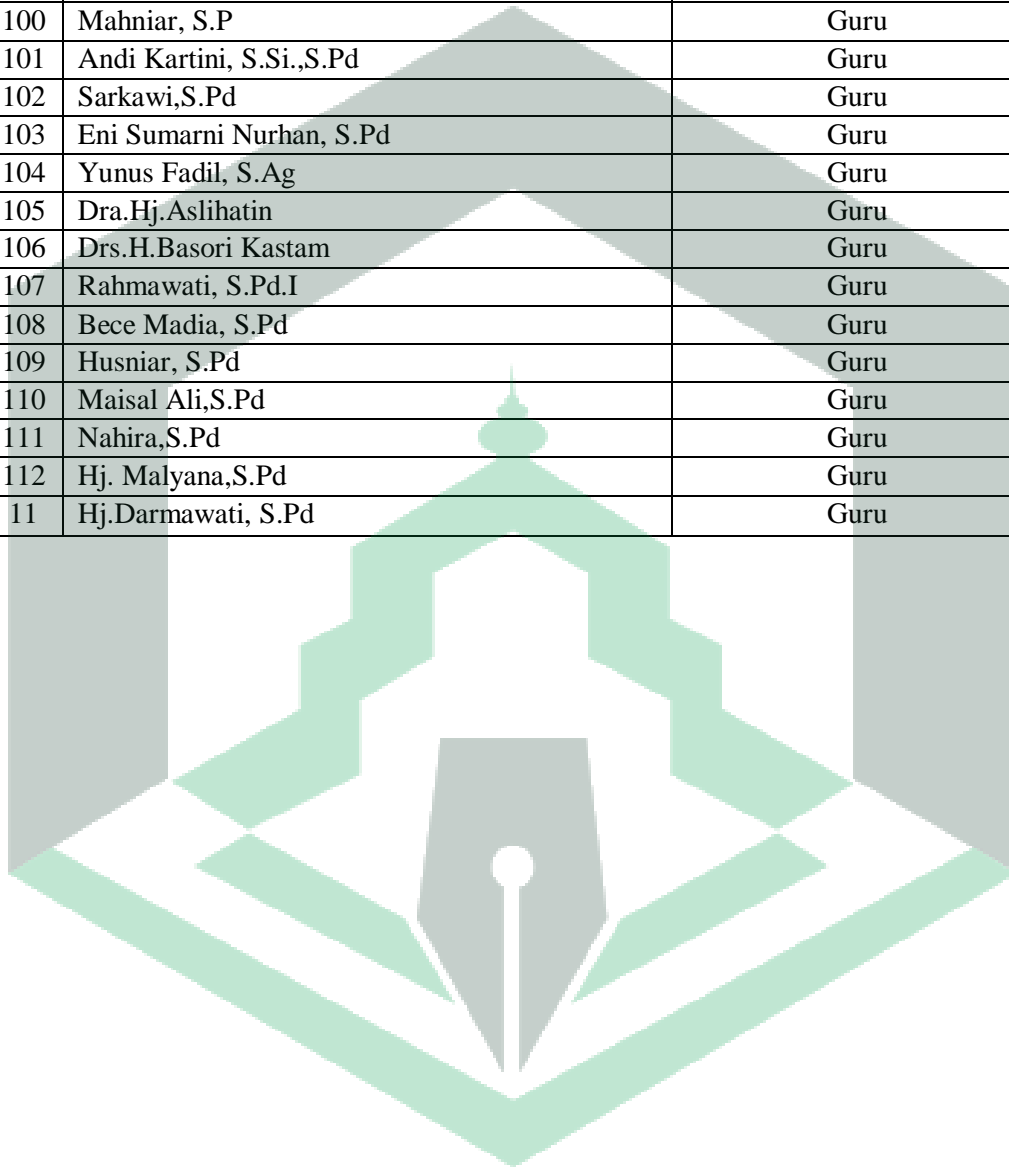 100 Mahniar, S.P Guru
101 Andi Kartini, S.Si.,S.Pd Guru
102 Sarkawi,S.Pd Guru
103 Eni Sumarni Nurhan, S.Pd Guru
104 Yunus Fadil, S.Ag Guru
105 Dra.Hj.Aslihatin Guru
106 Drs.H.Basori Kastam Guru
107 Rahmawati, S.Pd.I Guru
108 Bece Madia, S.Pd Guru
109 Husniar, S.Pd Guru
110 Maisal Ali,S.Pd Guru
111 Nahira,S.Pd Guru
112 Hj. Malyana,S.Pd Guru
11 Hj.Darmawati, S.Pd Guru